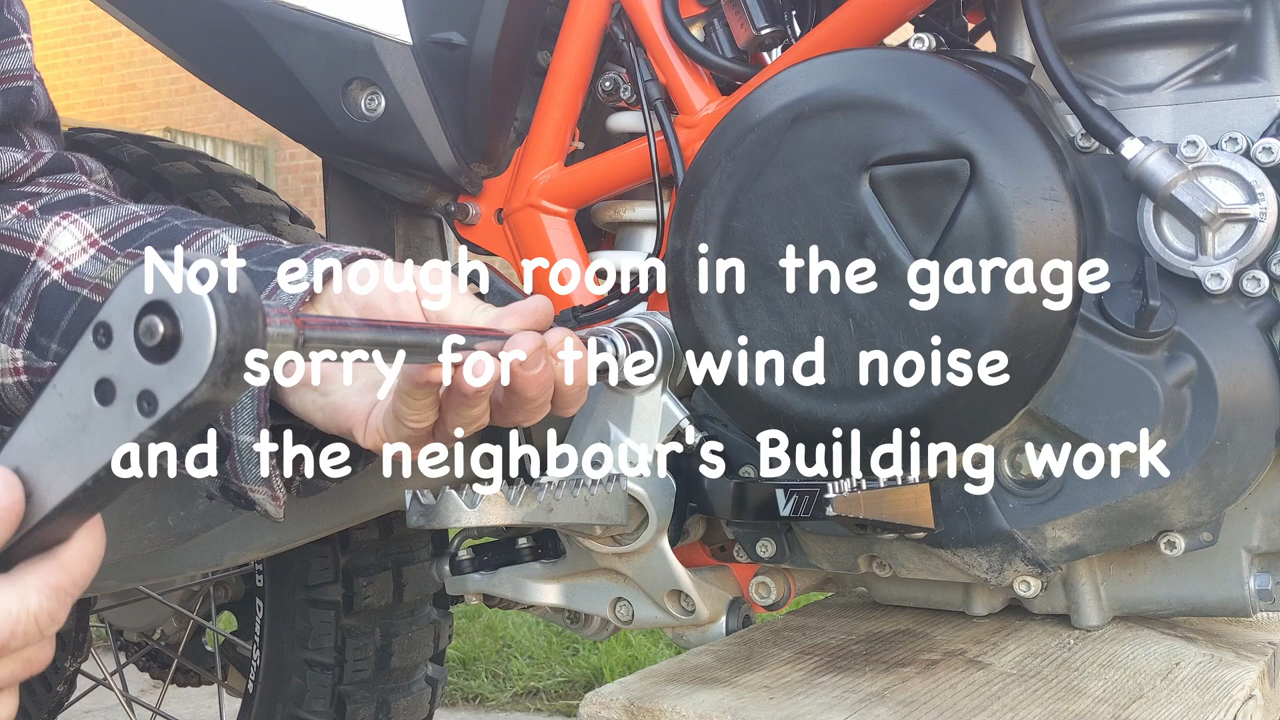 Not enough room in the garage
sorry for the wind noise
and the neighbour's Building work